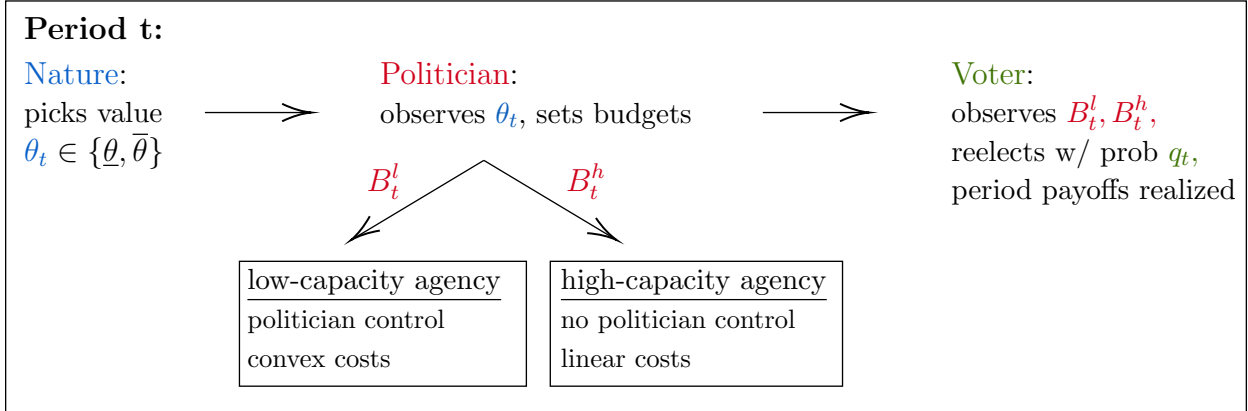 Period t:
Nature:
picks value
θ_t ∈ {θ̲, θ̅}
Politician:
observes θ_t, sets budgets
B_t^l
B_t^h
low-capacity agency
politician control
convex costs
high-capacity agency
no politician control
linear costs
Voter:
observes B_t^l, B_t^h,
reelects w/ prob q_t,
period payoffs realized